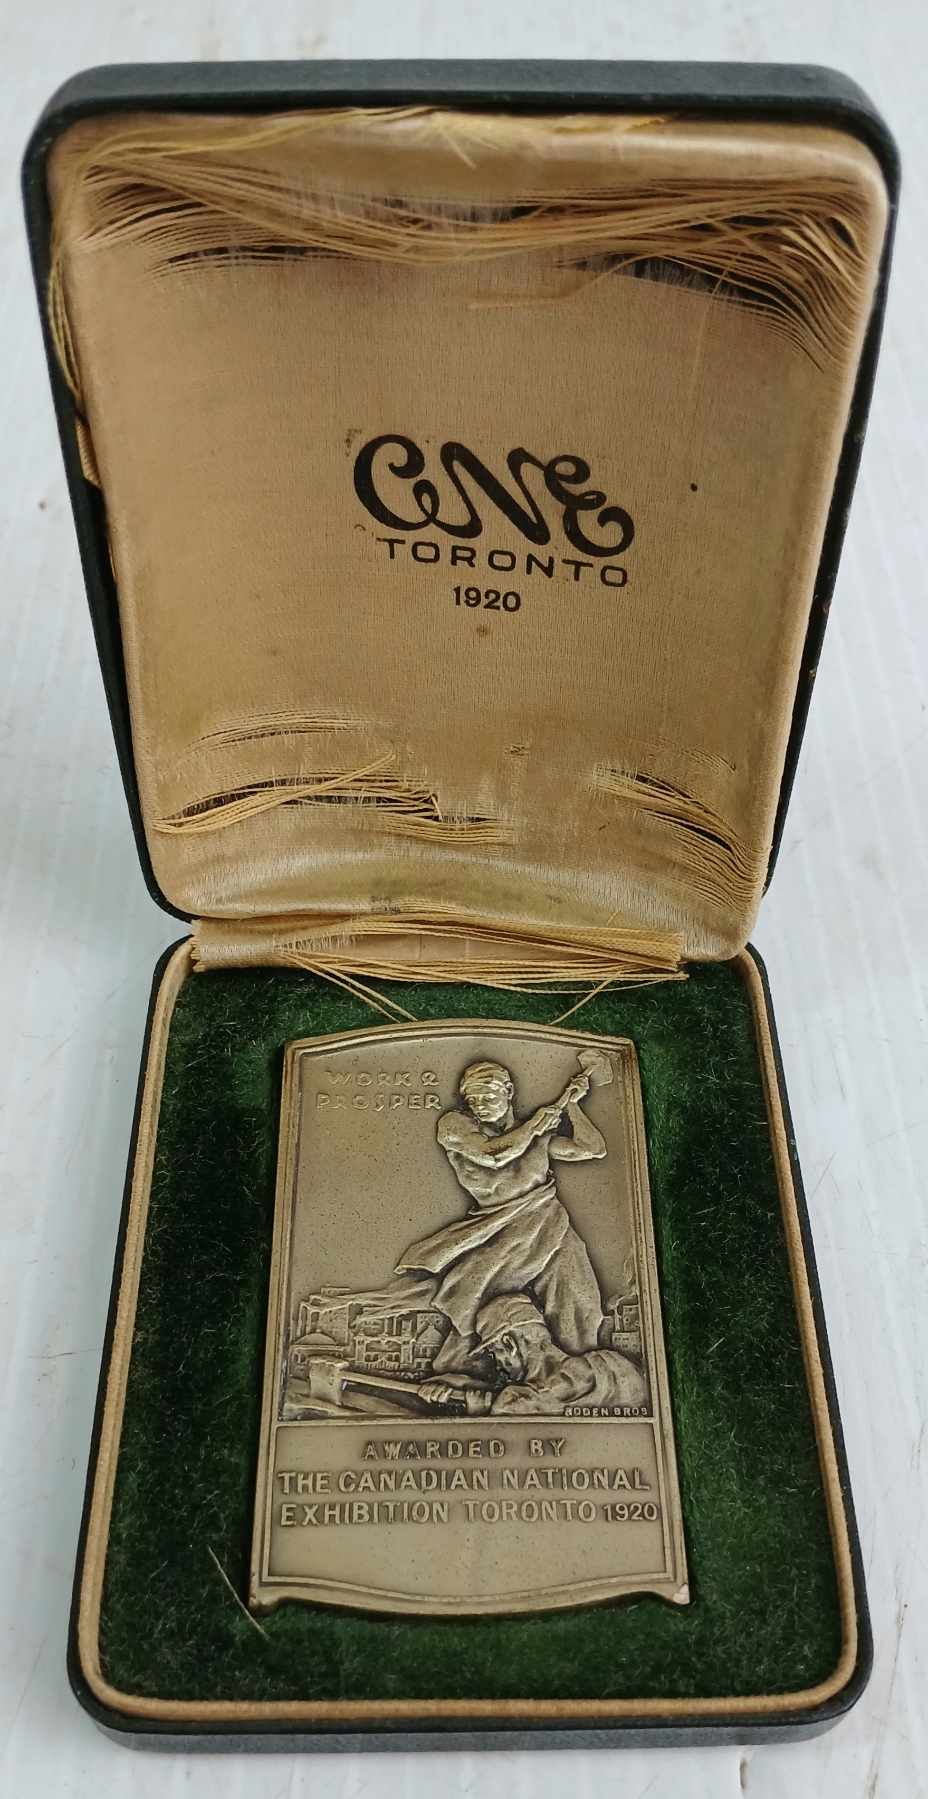 CNE
TORONTO
1920
WORK &
PROSPER
RODEN BROS
AWARDED BY
THE CANADIAN NATIONAL
EXHIBITION TORONTO 1920